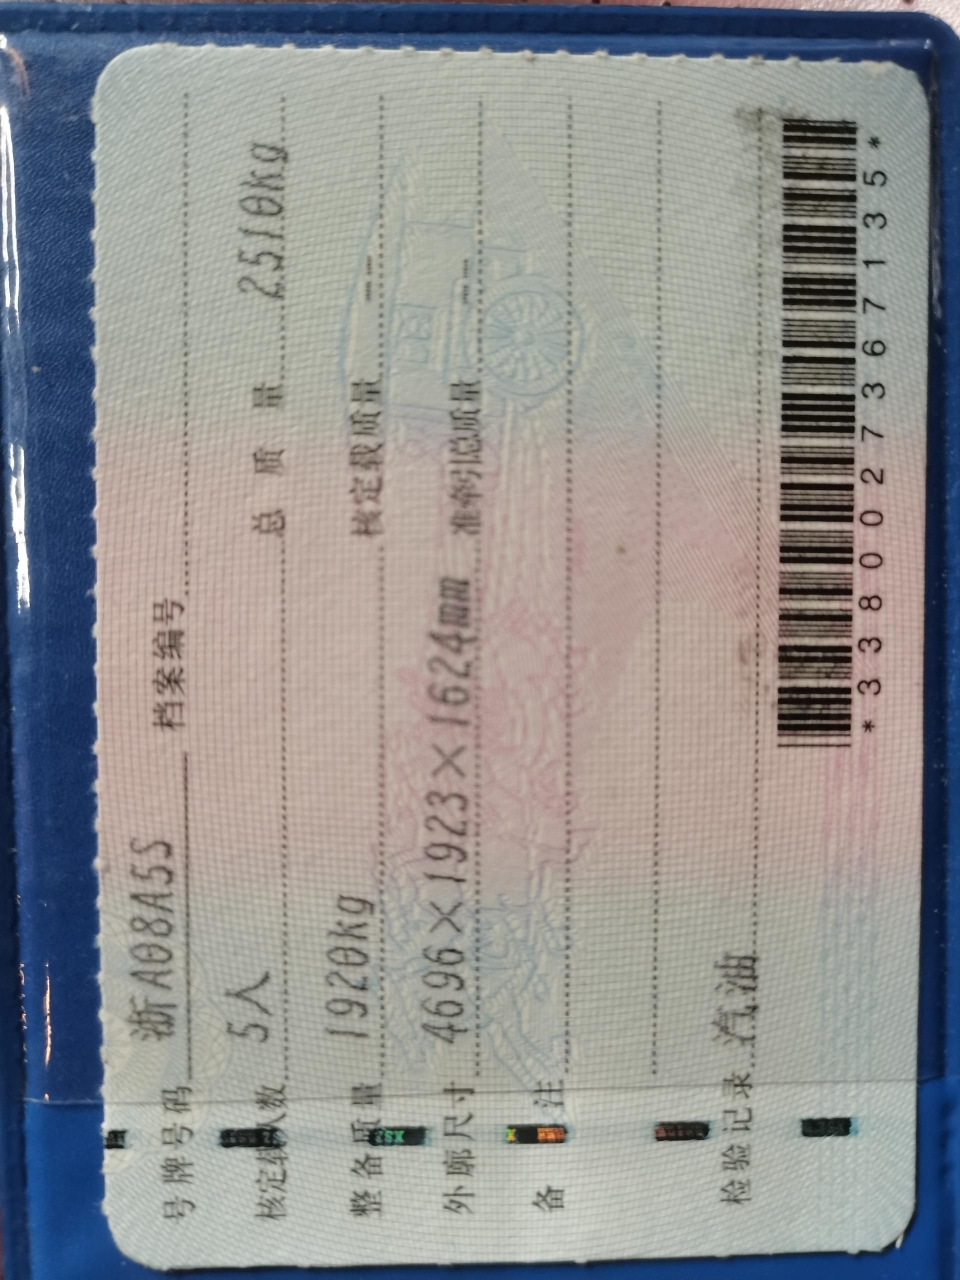 号牌号码 浙A08A5S 档案编号
核定载人数 5人 总质量 2510kg
整备质量 1920kg 核定载质量 --
外廓尺寸 4696×1923×1624mm 准牵引总质量 --
备注
检验记录 汽油
*3380027367135*